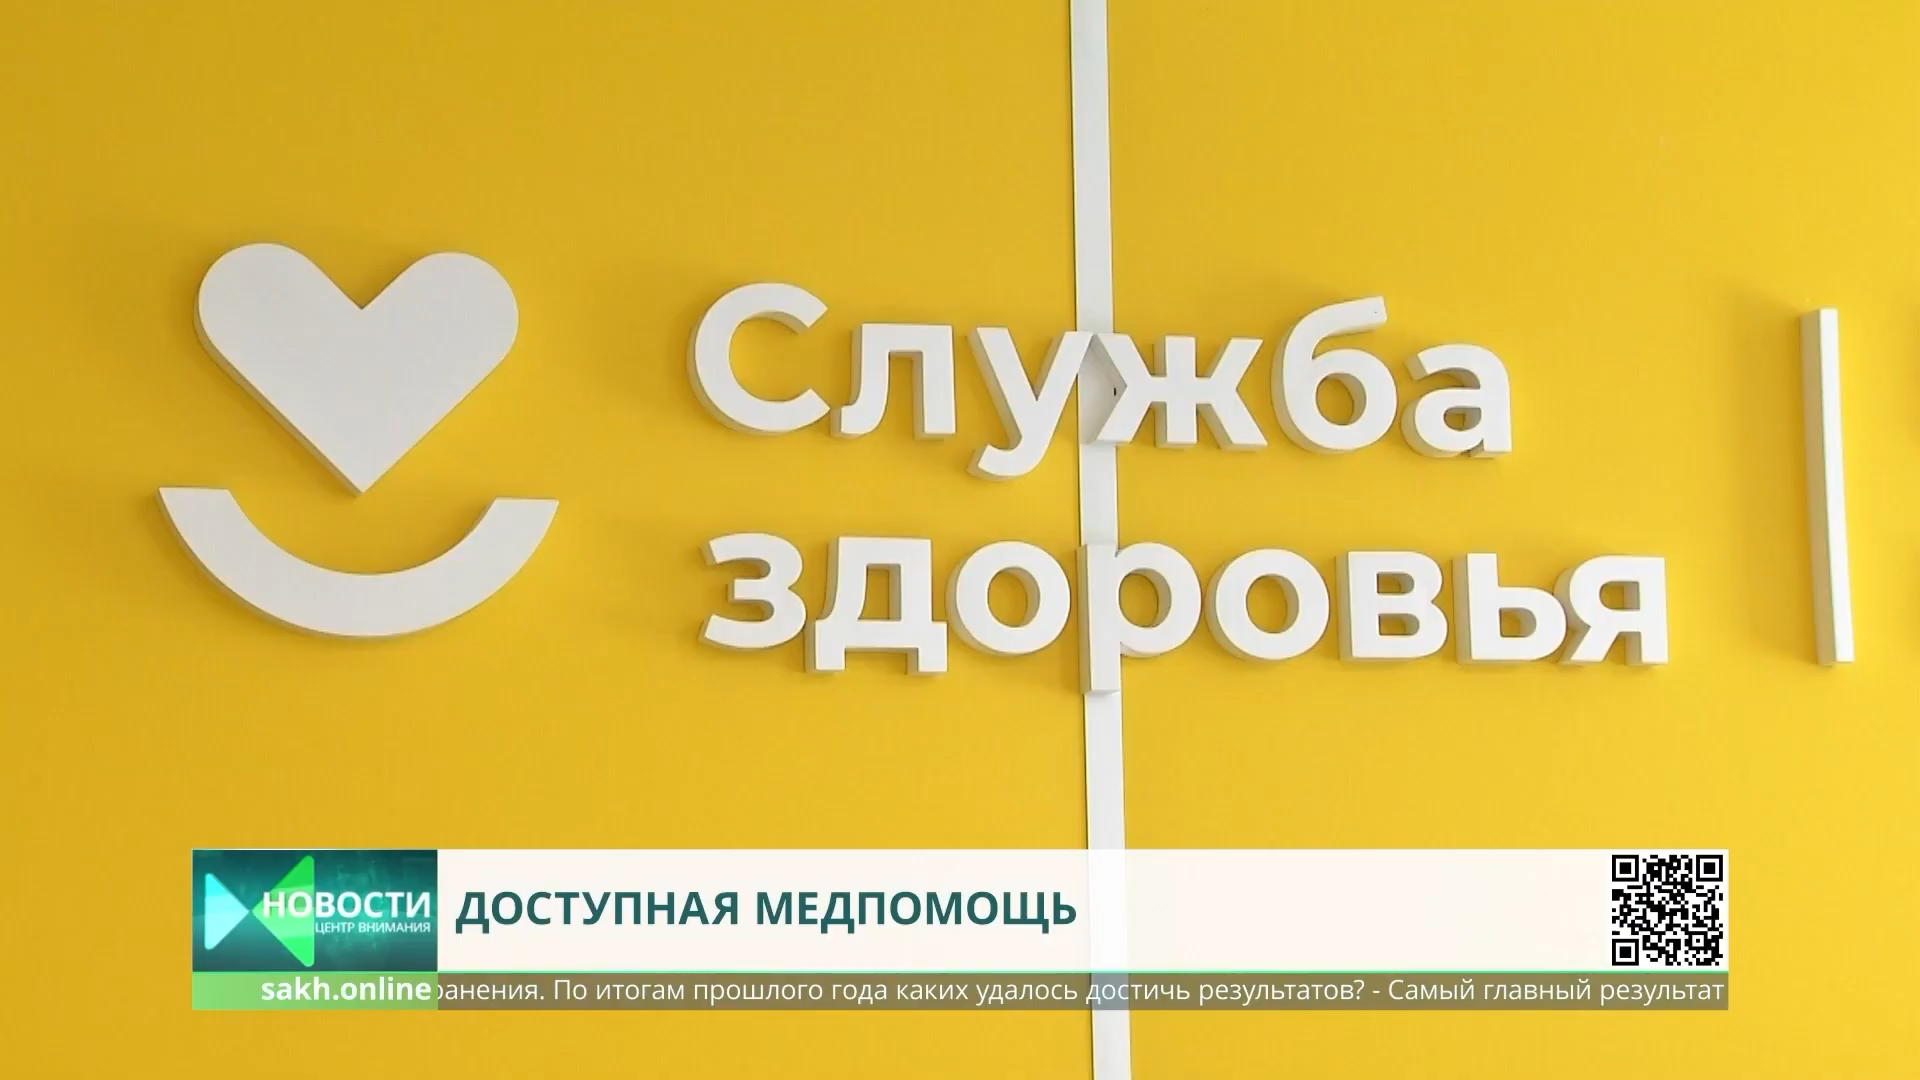 Служба
здоровья
НОВОСТИ
ЦЕНТР ВНИМАНИЯ
ДОСТУПНАЯ МЕДПОМОЩЬ
sakh.online
ранения. По итогам прошлого года каких удалось достичь результатов? - Самый главный результат